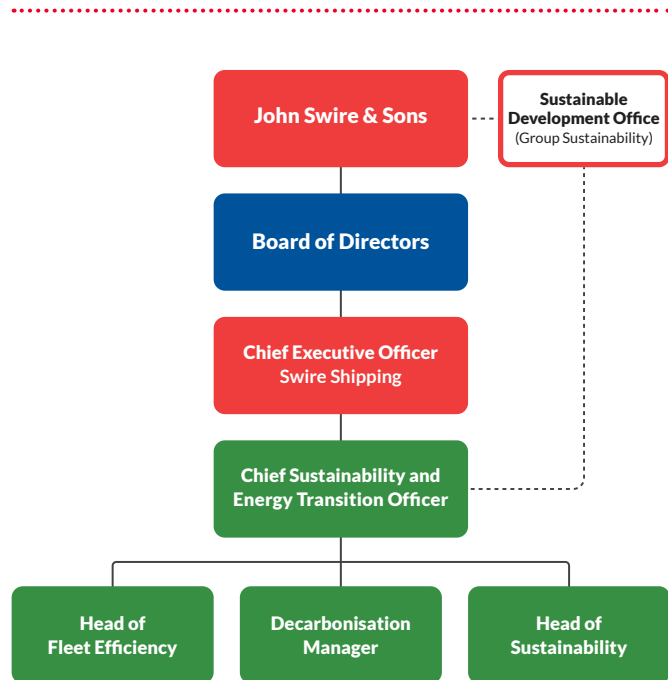 John Swire & Sons
Sustainable
Development Office
(Group Sustainability)
Board of Directors
Chief Executive Officer
Swire Shipping
Chief Sustainability and
Energy Transition Officer
Head of
Fleet Efficiency
Decarbonisation
Manager
Head of
Sustainability